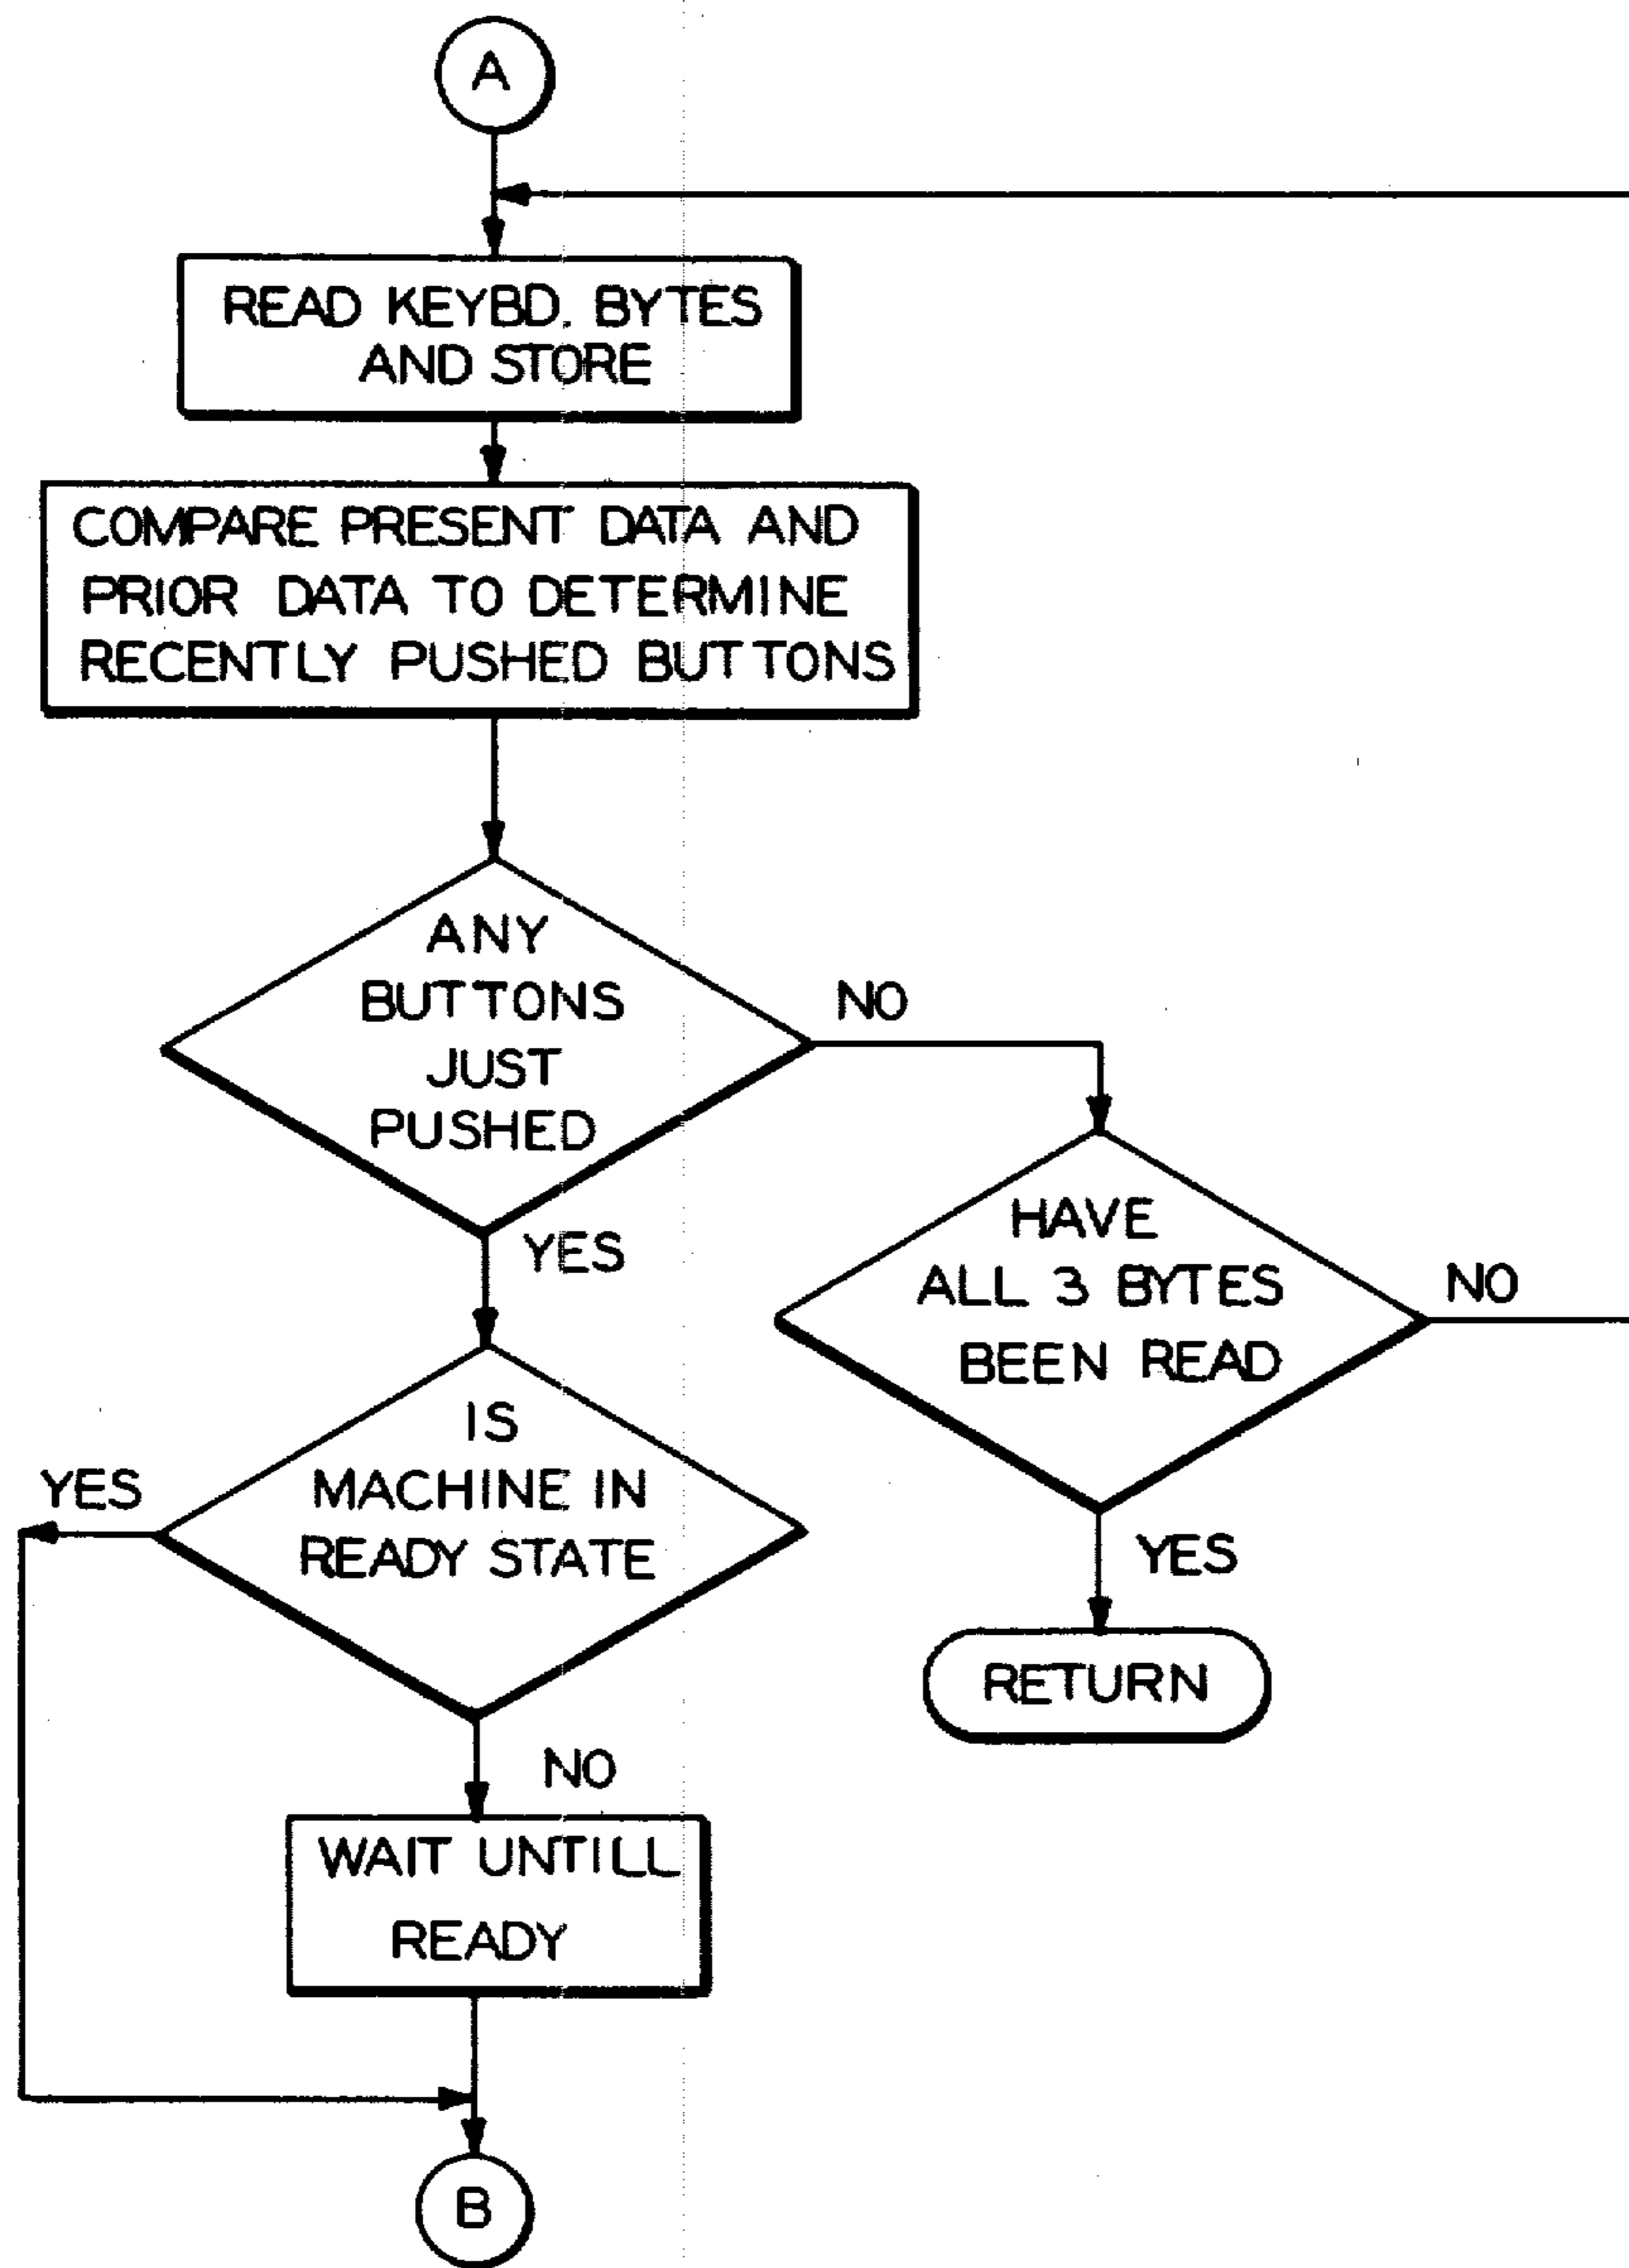 A
READ KEYBD. BYTES
AND STORE
COMPARE PRESENT DATA AND
PRIOR DATA TO DETERMINE
RECENTLY PUSHED BUTTONS
ANY
BUTTONS
JUST
PUSHED
NO
YES
HAVE
ALL 3 BYTES
BEEN READ
NO
YES
RETURN
IS
MACHINE IN
READY STATE
YES
NO
WAIT UNTILL
READY
B